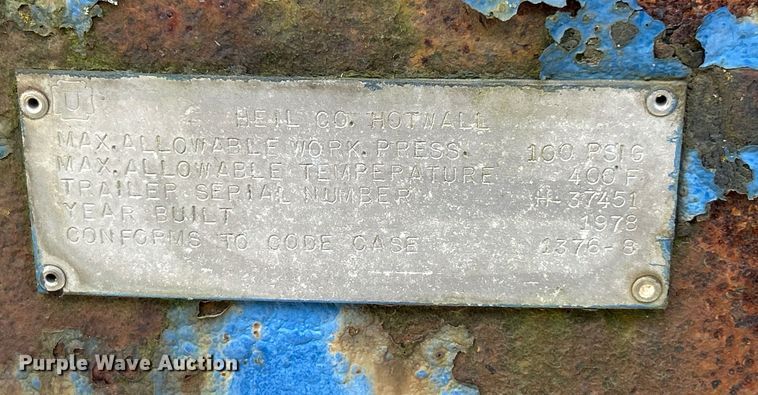 U
HEIL CO. HOTWALL
MAX. ALLOWABLE WORK. PRESS. 100 PSIG
MAX. ALLOWABLE TEMPERATURE 400°F
TRAILER SERIAL NUMBER H-37451
YEAR BUILT 1978
CONFORMS TO CODE CASE 1376-8
Purple Wave Auction